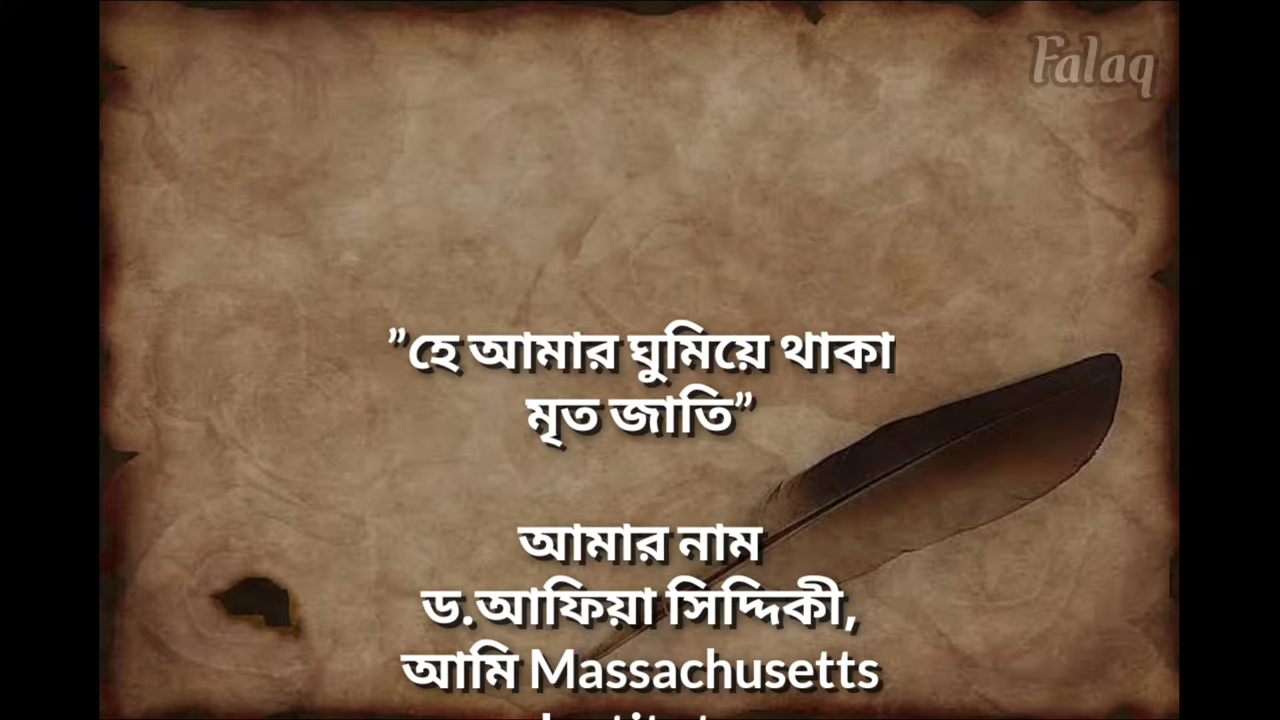 Falaq
”হে আমার ঘুমিয়ে থাকা
মৃত জাতি”
আমার নাম
ড.আফিয়া সিদ্দিকী,
আমি Massachusetts